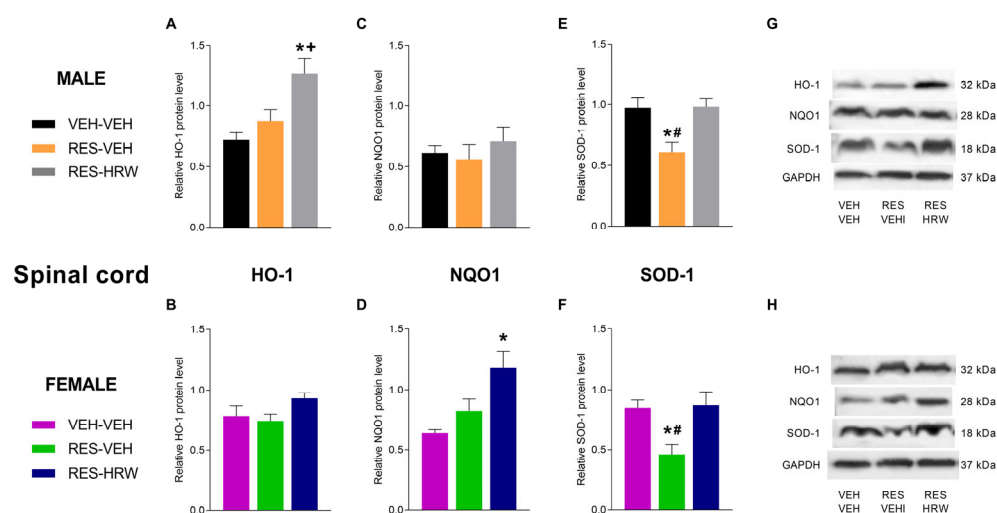 A
C
E
G
MALE
VEH-VEH
RES-VEH
RES-HRW
Relative HO-1 protein level
1.5
1.0
0.5
0.0
*+
Relative NQO1 protein level
1.5
1.0
0.5
0.0
Relative SOD-1 protein level
1.5
1.0
0.5
0.0
*#
HO-1 32 kDa
NQO1 28 kDa
SOD-1 18 kDa
GAPDH 37 kDa
VEH RES RES
VEH VEHI HRW
Spinal cord HO-1 NQO1 SOD-1
B
D
F
H
FEMALE
VEH-VEH
RES-VEH
RES-HRW
Relative HO-1 protein level
1.5
1.0
0.5
0.0
Relative NQO1 protein level
1.5
1.0
0.5
0.0
*
Relative SOD-1 protein level
1.5
1.0
0.5
0.0
*#
HO-1 32 kDa
NQO1 28 kDa
SOD-1 18 kDa
GAPDH 37 kDa
VEH RES RES
VEH VEHI HRW